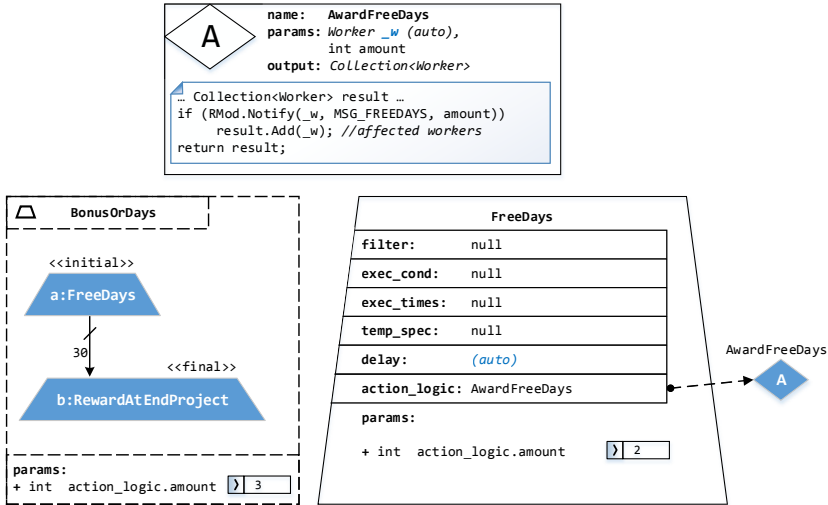 A
name: AwardFreeDays
params: Worker _w (auto),
int amount
output: Collection<Worker>
… Collection<Worker> result …
if (RMod.Notify(_w, MSG_FREEDAYS, amount))
result.Add(_w); //affected workers
return result;
BonusOrDays
<<initial>>
a:FreeDays
30
<<final>>
b:RewardAtEndProject
params:
+ int action_logic.amount ❭ 3
FreeDays
filter: null
exec_cond: null
exec_times: null
temp_spec: null
delay: (auto)
action_logic: AwardFreeDays
params:
+ int action_logic.amount ❭ 2
AwardFreeDays
A